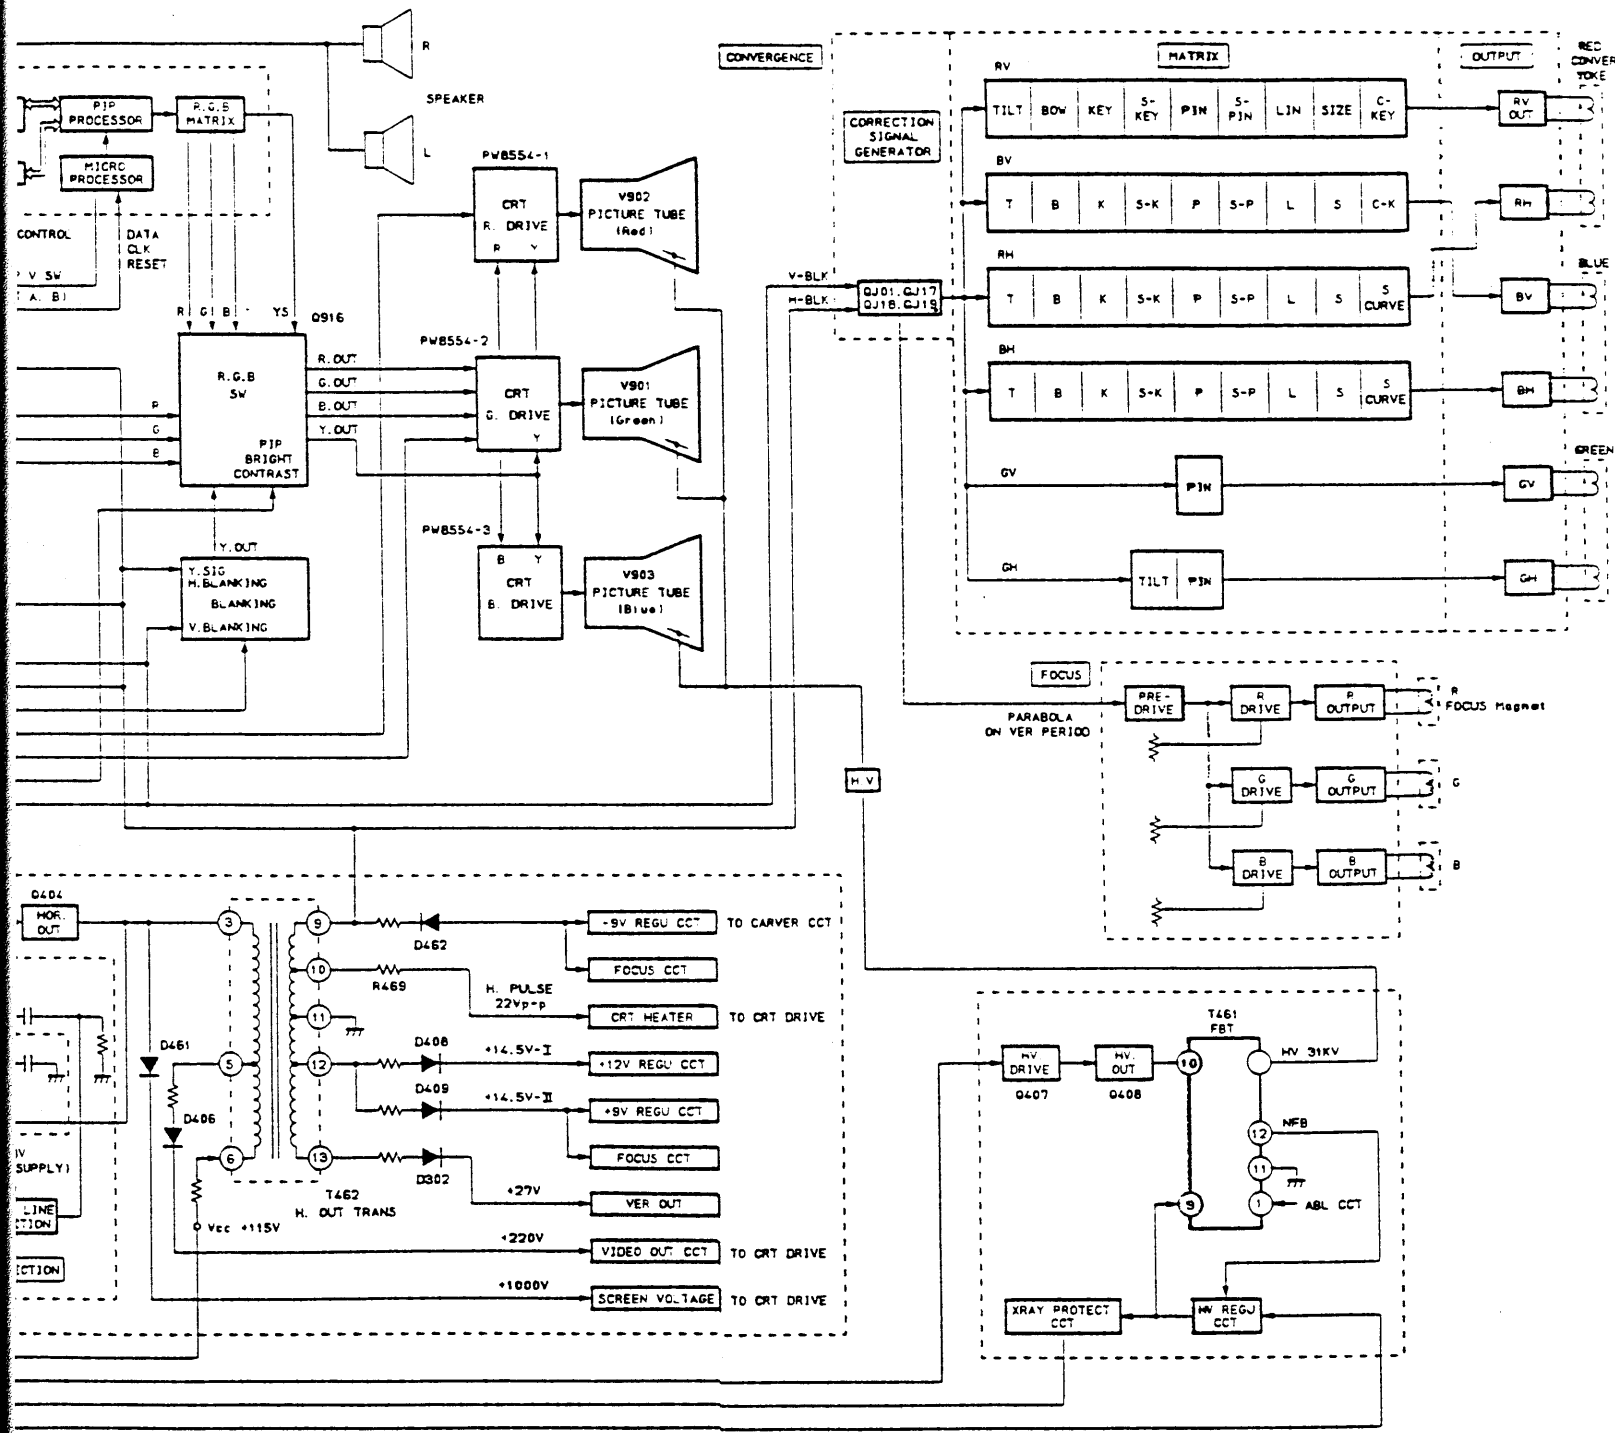 R
SPEAKER
L
PIP
PROCESSOR
R.G.B
MATRIX
MICRO
PROCESSOR
CONTROL
DATA
CLK
RESET
V SW
A. B)
R G B YS
Q916
R.G.B
SW
PIP
BRIGHT
CONTRAST
R
G
B
R.OUT
G.OUT
B.OUT
Y.OUT
Y.OUT
Y.SIG
H.BLANKING
BLANKING
V.BLANKING
PW8554-1
CRT
R. DRIVE
R Y
V902
PICTURE TUBE
(Red)
PW8554-2
CRT
G. DRIVE
Y
V901
PICTURE TUBE
(Green)
PW8554-3
B Y
CRT
B. DRIVE
V903
PICTURE TUBE
(Blue)
V-BLK
H-BLK
H V
CONVERGENCE
CORRECTION
SIGNAL
GENERATOR
QJ01.QJ17
QJ18.QJ19
MATRIX
OUTPUT
RED
CONVER
YOKE
RV
TILT BOW KEY S-KEY PIN S-PIN LIN SIZE C-KEY
RV
OUT
BV
T B K S-K P S-P L S C-K
RH
RH
T B K S-K P S-P L S S CURVE
BLUE
BV
BH
T B K S-K P S-P L S S CURVE
BH
GREEN
GV
PIN
GV
GH
TILT PIN
GH
FOCUS
PARABOLA
ON VER PERIOD
PRE-
DRIVE
R
DRIVE
R
OUTPUT
R
FOCUS Magnet
G
DRIVE
G
OUTPUT
G
B
DRIVE
B
OUTPUT
B
Q404
HOR.
OUT
3
5
6
9
10
11
12
13
D461
D406
Vcc +115V
SUPPLY)
LINE
T462
H. OUT TRANS
D462
R469
H. PULSE
22Vp-p
D408
D409
D302
+14.5V-I
+14.5V-II
+27V
+220V
+1000V
-9V REGU CCT TO CARVER CCT
FOCUS CCT
CRT HEATER TO CRT DRIVE
+12V REGU CCT
+9V REGU CCT
FOCUS CCT
VER OUT
VIDEO OUT CCT TO CRT DRIVE
SCREEN VOLTAGE TO CRT DRIVE
T461
FBT
HV.
DRIVE
Q407
HV.
OUT
Q408
10
HV 31KV
12
NFB
11
9
1
ABL CCT
XRAY PROTECT
CCT
HV REGU
CCT